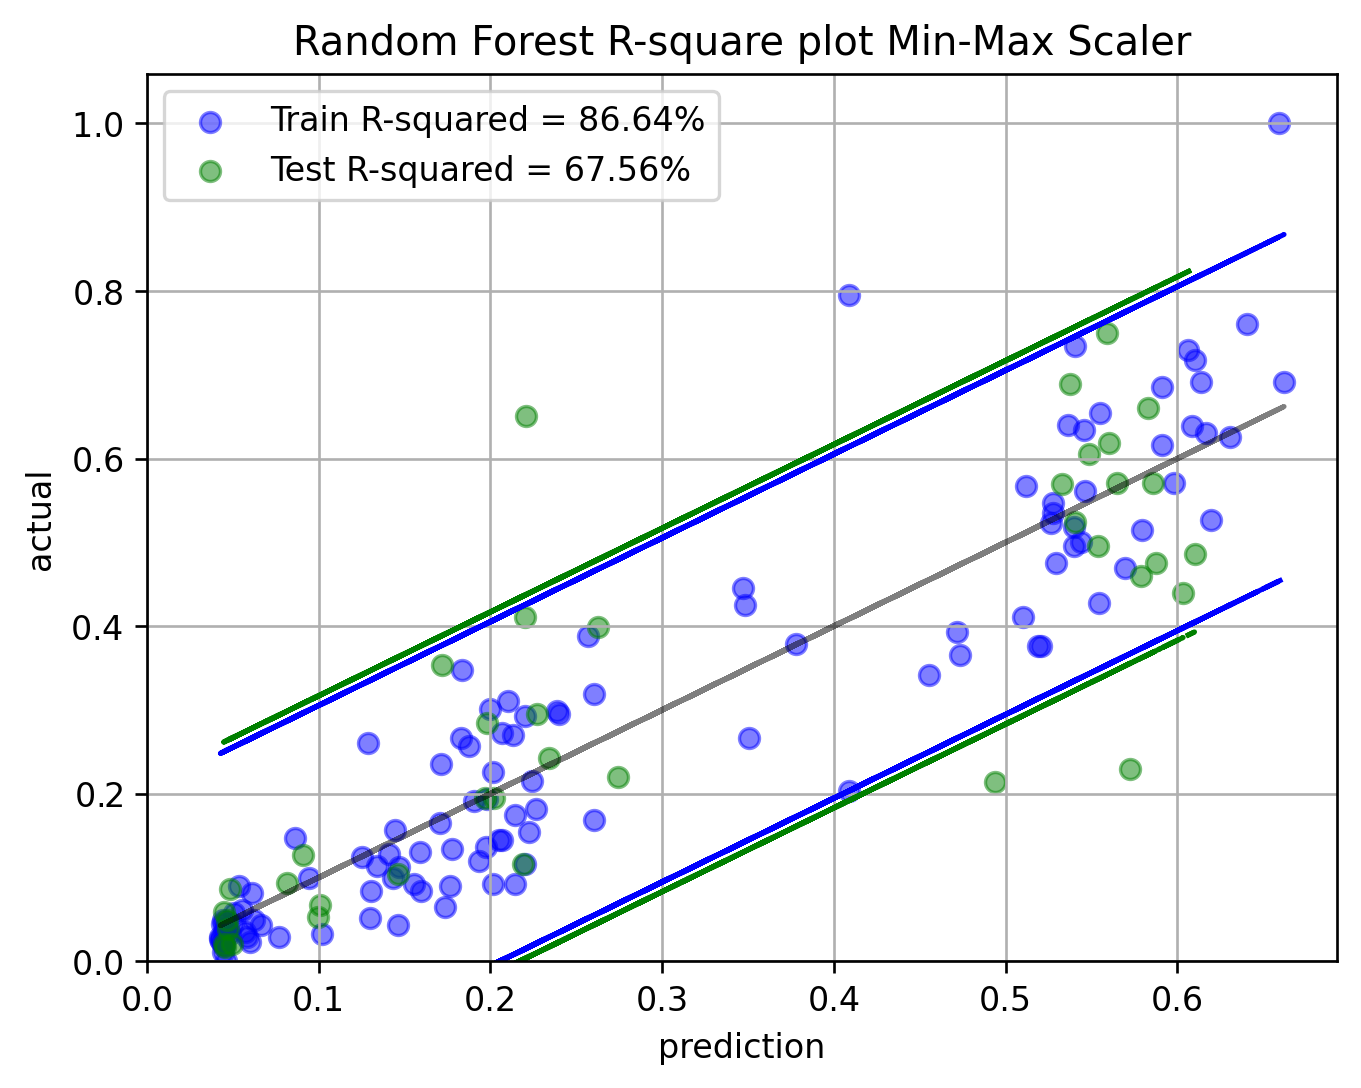 Random Forest R-square plot Min-Max Scaler
Train R-squared = 86.64%
Test R-squared = 67.56%
1.0
0.8
0.6
0.4
0.2
0.0
actual
0.0 0.1 0.2 0.3 0.4 0.5 0.6
prediction